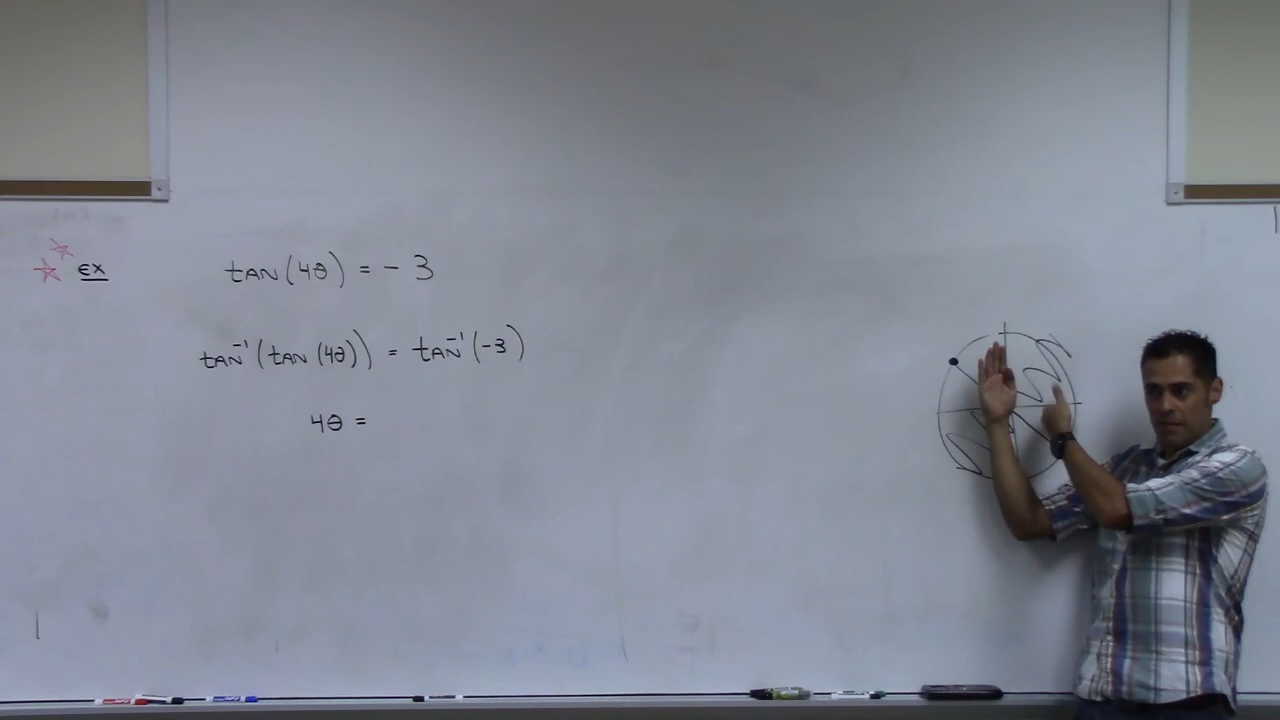 ex tan(4θ) = - 3
tan⁻¹(tan(4θ)) = tan⁻¹(-3)
4θ =